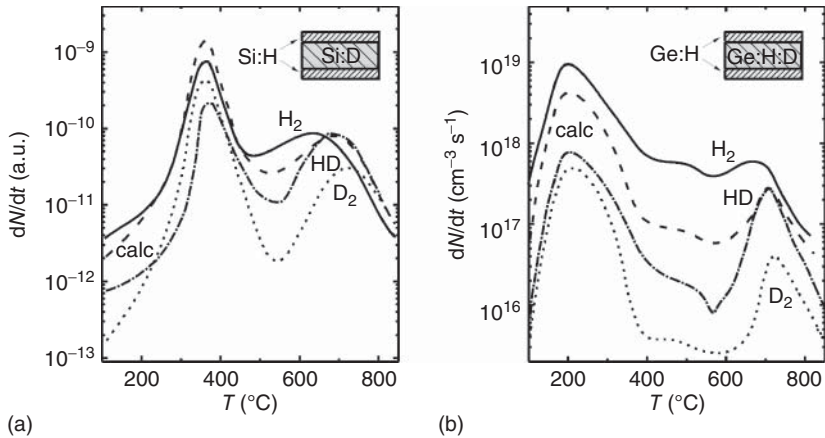 Si:H
Si:D
H₂
calc
HD
D₂
10⁻⁹
10⁻¹⁰
10⁻¹¹
10⁻¹²
10⁻¹³
dN/dt (a.u.)
200 400 600 800
T (°C)
(a)
Ge:H
Ge:H:D
calc
H₂
HD
D₂
10¹⁹
10¹⁸
10¹⁷
10¹⁶
dN/dt (cm⁻³ s⁻¹)
200 400 600 800
T (°C)
(b)